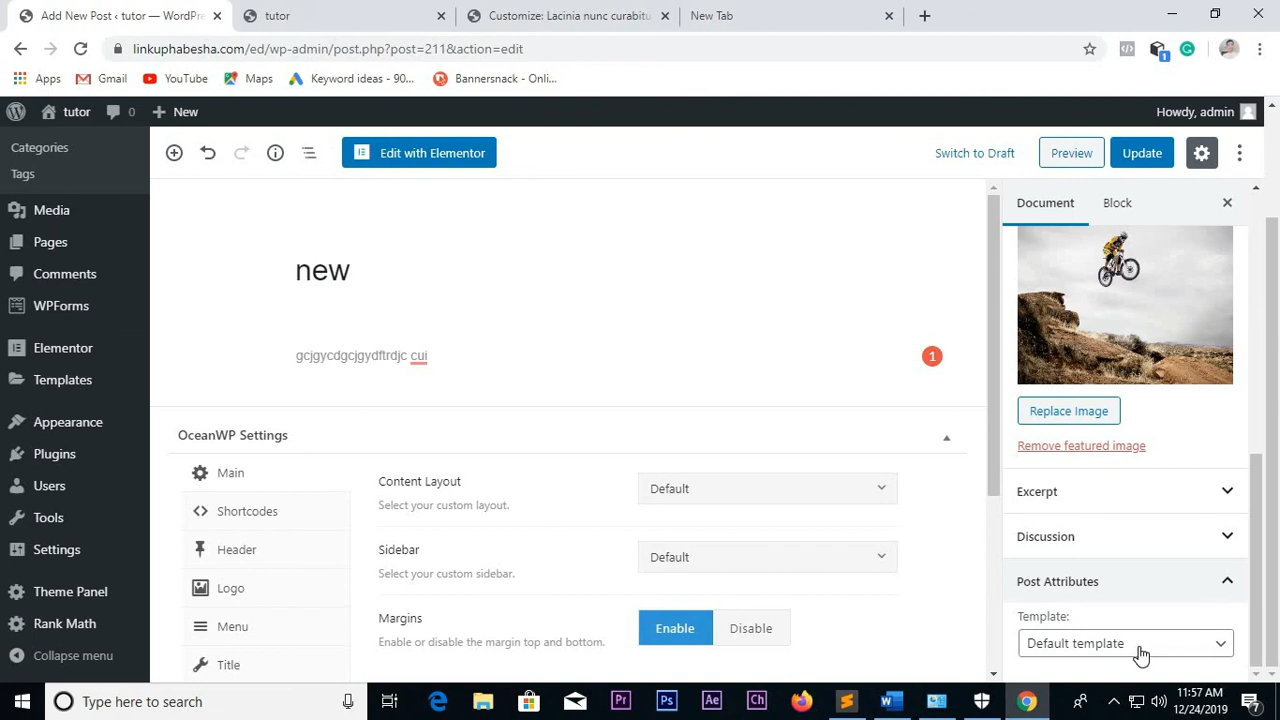 Add New Post ‹ tutor — WordPre
tutor
Customize: Lacinia nunc curabitu
New Tab
linkuphabesha.com/ed/wp-admin/post.php?post=211&action=edit
1
Apps
Gmail
YouTube
Maps
Keyword ideas - 90...
Bannersnack - Onli...
tutor
0
New
Howdy, admin
Categories
Tags
Media
Pages
Comments
WPForms
Elementor
Templates
Appearance
Plugins
Users
Tools
Settings
Theme Panel
Rank Math
Collapse menu
Edit with Elementor
Switch to Draft
Preview
Update
new
gcjgycdgcjgydftrdjc cui
1
OceanWP Settings
Main
Shortcodes
Header
Logo
Menu
Title
Content Layout
Select your custom layout.
Default
Sidebar
Select your custom sidebar.
Default
Margins
Enable or disable the margin top and bottom.
Enable
Disable
Document
Block
Replace Image
Remove featured image
Excerpt
Discussion
Post Attributes
Template:
Default template
Type here to search
Pr
Ps
Ae
Ch
11:57 AM
12/24/2019
7